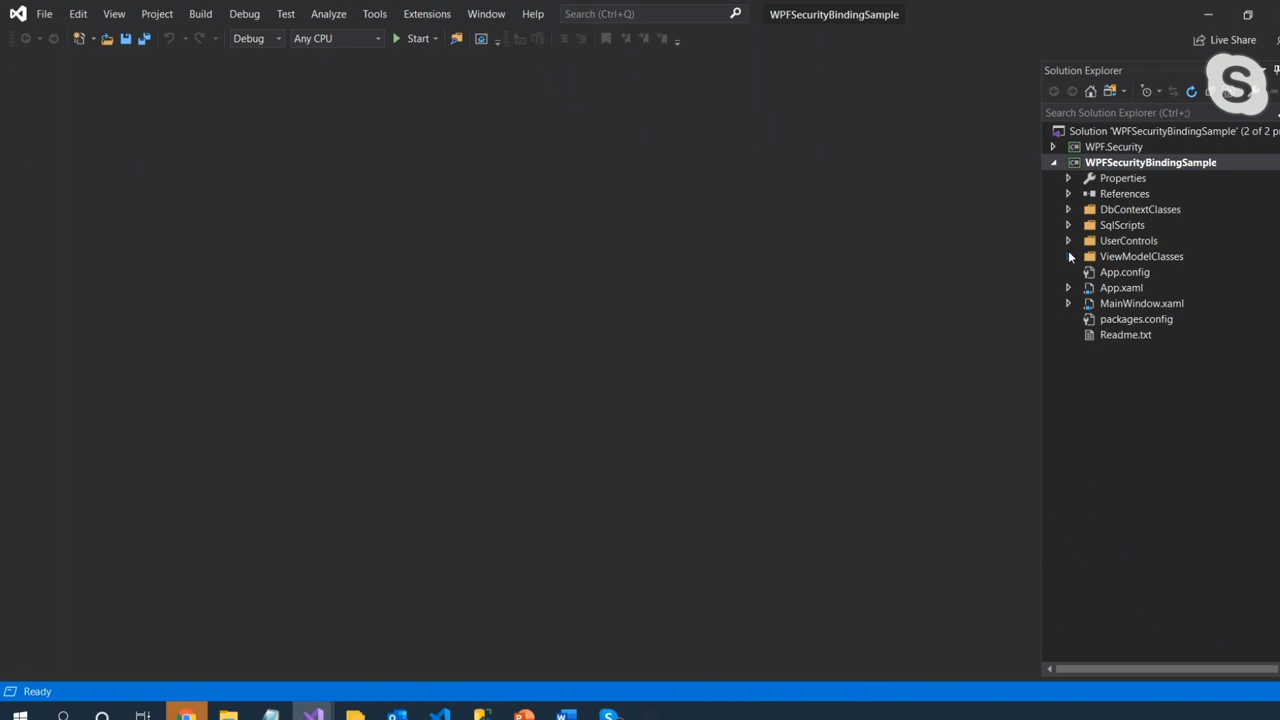 File Edit View Project Build Debug Test Analyze Tools Extensions Window Help Search (Ctrl+Q) WPFSecurityBindingSample
Debug Any CPU Start Live Share
Solution Explorer
Search Solution Explorer (Ctrl+;)
Solution 'WPFSecurityBindingSample' (2 of 2 p
WPF.Security
WPFSecurityBindingSample
Properties
References
DbContextClasses
SqlScripts
UserControls
ViewModelClasses
App.config
App.xaml
MainWindow.xaml
packages.config
Readme.txt
Ready